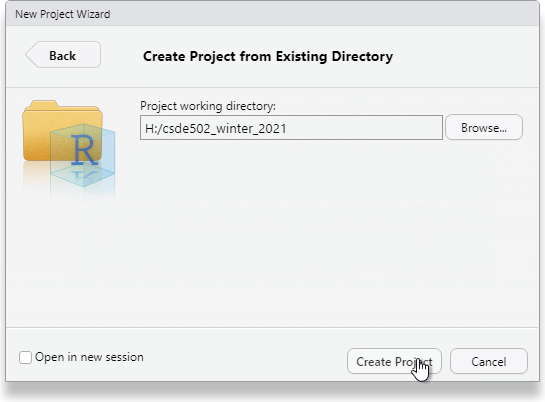 New Project Wizard
Back
Create Project from Existing Directory
R
Project working directory:
H:/csde502_winter_2021
Browse...
Open in new session
Create Project
Cancel